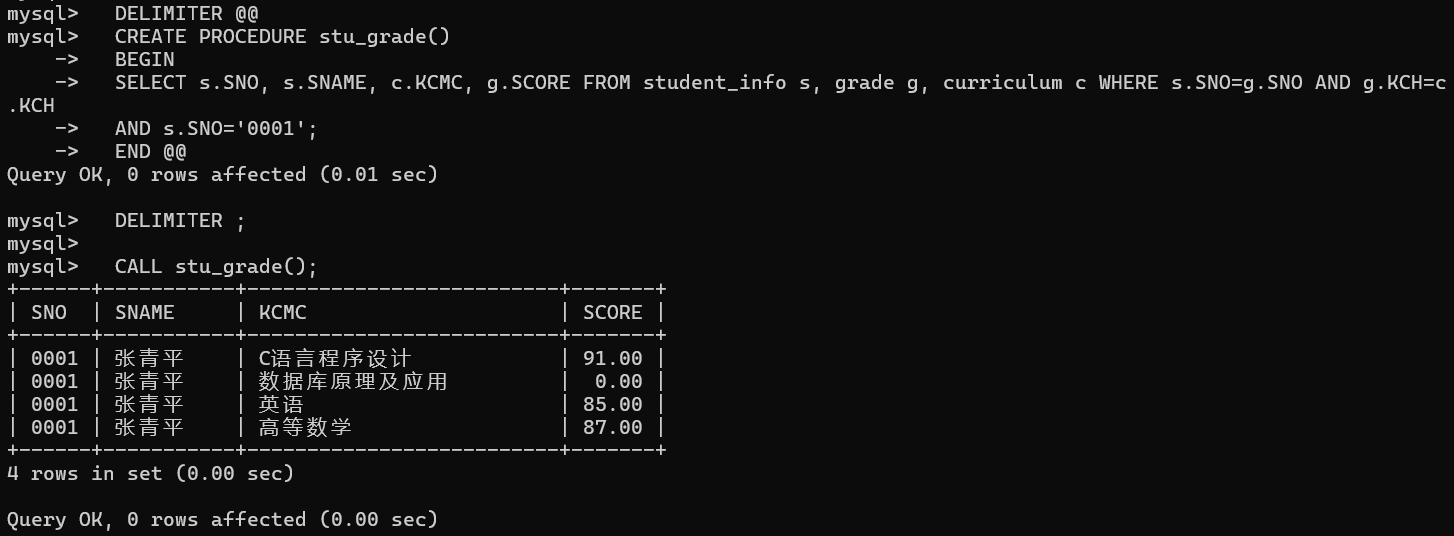 mysql>   DELIMITER @@
mysql>   CREATE PROCEDURE stu_grade()
    ->   BEGIN
    ->   SELECT s.SNO, s.SNAME, c.KCMC, g.SCORE FROM student_info s, grade g, curriculum c WHERE s.SNO=g.SNO AND g.KCH=c
.KCH
    ->   AND s.SNO='0001';
    ->   END @@
Query OK, 0 rows affected (0.01 sec)

mysql>   DELIMITER ;
mysql>
mysql>   CALL stu_grade();
+------+-----------+--------------------------+-------+
| SNO  | SNAME     | KCMC                     | SCORE |
+------+-----------+--------------------------+-------+
| 0001 | 张青平    | C语言程序设计            | 91.00 |
| 0001 | 张青平    | 数据库原理及应用         |  0.00 |
| 0001 | 张青平    | 英语                     | 85.00 |
| 0001 | 张青平    | 高等数学                 | 87.00 |
+------+-----------+--------------------------+-------+
4 rows in set (0.00 sec)

Query OK, 0 rows affected (0.00 sec)